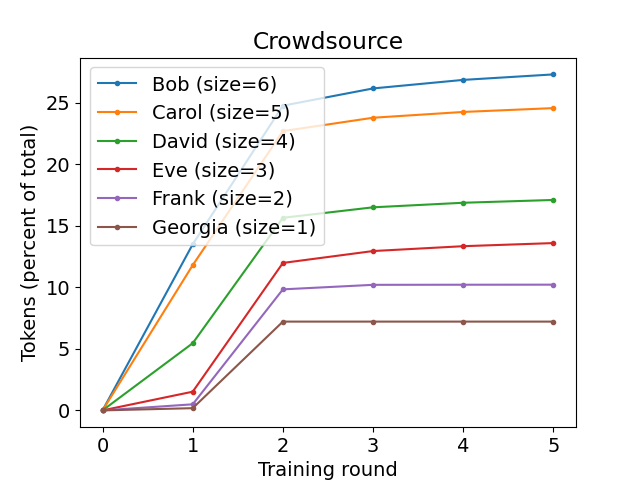 Crowdsource
Tokens (percent of total)
25
20
15
10
5
0
Bob (size=6)
Carol (size=5)
David (size=4)
Eve (size=3)
Frank (size=2)
Georgia (size=1)
0 1 2 3 4 5
Training round